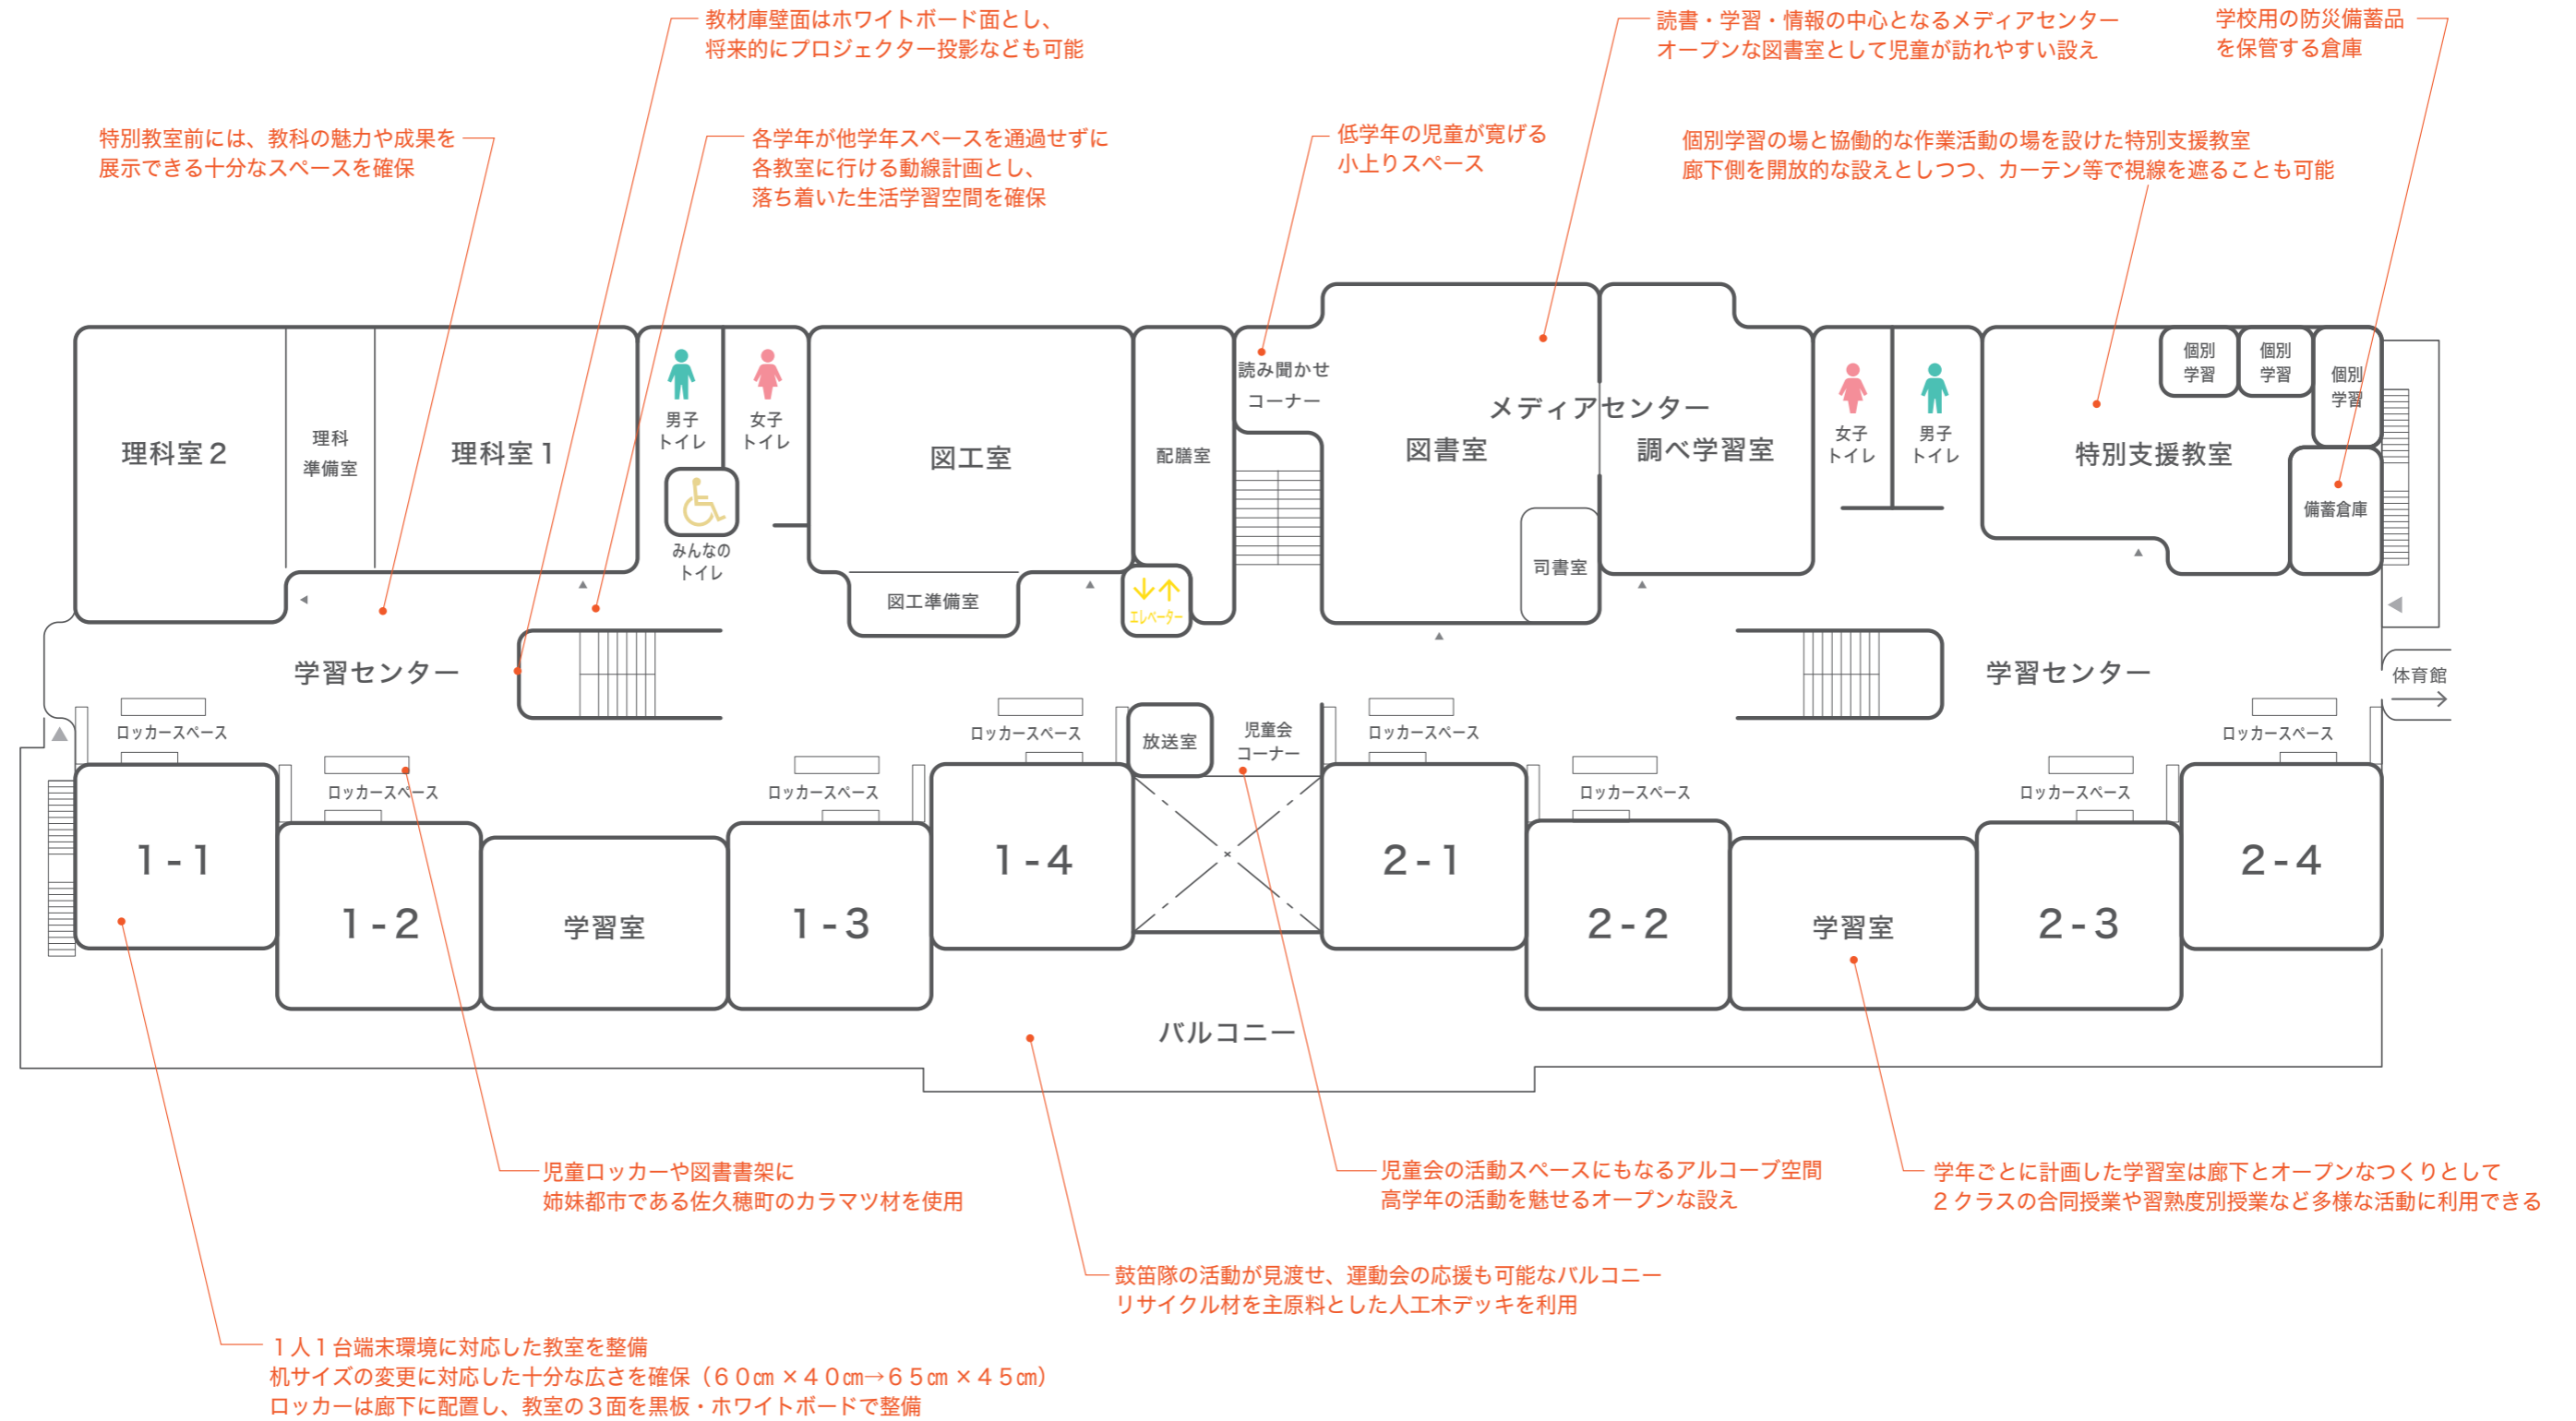 教材庫壁面はホワイトボード面とし、
将来的にプロジェクター投影なども可能
読書・学習・情報の中心となるメディアセンター
オープンな図書室として児童が訪れやすい設え
学校用の防災備蓄品
を保管する倉庫
特別教室前には、教科の魅力や成果を
展示できる十分なスペースを確保
各学年が他学年スペースを通過せずに
各教室に行ける動線計画とし、
落ち着いた生活学習空間を確保
低学年の児童が寛げる
小上りスペース
個別学習の場と協働的な作業活動の場を設けた特別支援教室
廊下側を開放的な設えとしつつ、カーテン等で視線を遮ることも可能
理科室２
理科
準備室
理科室１
男子
トイレ
女子
トイレ
みんなの
トイレ
図工室
図工準備室
配膳室
エレベーター
読み聞かせ
コーナー
メディアセンター
図書室
調べ学習室
司書室
女子
トイレ
男子
トイレ
特別支援教室
個別
学習
個別
学習
個別
学習
備蓄倉庫
学習センター
学習センター
体育館
ロッカースペース
ロッカースペース
ロッカースペース
ロッカースペース
放送室
児童会
コーナー
ロッカースペース
ロッカースペース
ロッカースペース
ロッカースペース
1-1
1-2
学習室
1-3
1-4
2-1
2-2
学習室
2-3
2-4
バルコニー
児童ロッカーや図書書架に
姉妹都市である佐久穂町のカラマツ材を使用
児童会の活動スペースにもなるアルコーブ空間
高学年の活動を魅せるオープンな設え
学年ごとに計画した学習室は廊下とオープンなつくりとして
２クラスの合同授業や習熟度別授業など多様な活動に利用できる
鼓笛隊の活動が見渡せ、運動会の応援も可能なバルコニー
リサイクル材を主原料とした人工木デッキを利用
１人１台端末環境に対応した教室を整備
机サイズの変更に対応した十分な広さを確保（６０㎝×４０㎝→６５㎝×４５㎝）
ロッカーは廊下に配置し、教室の３面を黒板・ホワイトボードで整備